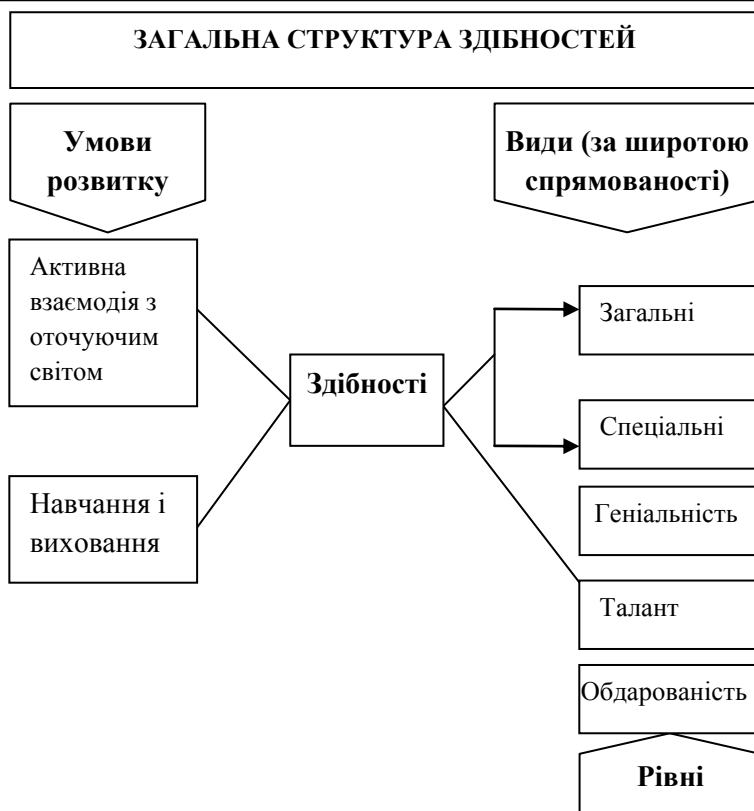 ЗАГАЛЬНА СТРУКТУРА ЗДІБНОСТЕЙ
Умови
розвитку
Види (за широтою
спрямованості)
Активна
взаємодія з
оточуючим
світом
Загальні
Здібності
Спеціальні
Навчання і
виховання
Геніальність
Талант
Обдарованість
Рівні